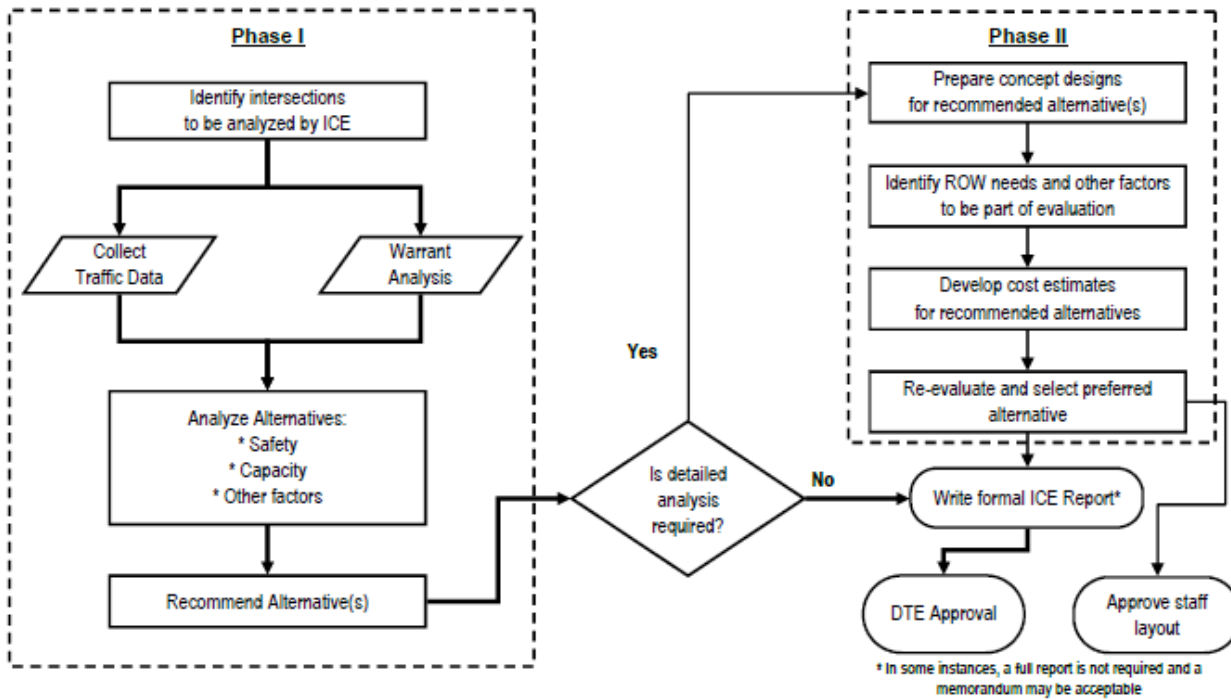 Phase I
Identify intersections
to be analyzed by ICE
Collect
Traffic Data
Warrant
Analysis
Analyze Alternatives:
* Safety
* Capacity
* Other factors
Recommend Alternative(s)
Yes
Is detailed
analysis
required?
No
Phase II
Prepare concept designs
for recommended alternative(s)
Identify ROW needs and other factors
to be part of evaluation
Develop cost estimates
for recommended alternatives
Re-evaluate and select preferred
alternative
Write formal ICE Report*
DTE Approval
Approve staff
layout
* In some instances, a full report is not required and a
memorandum may be acceptable